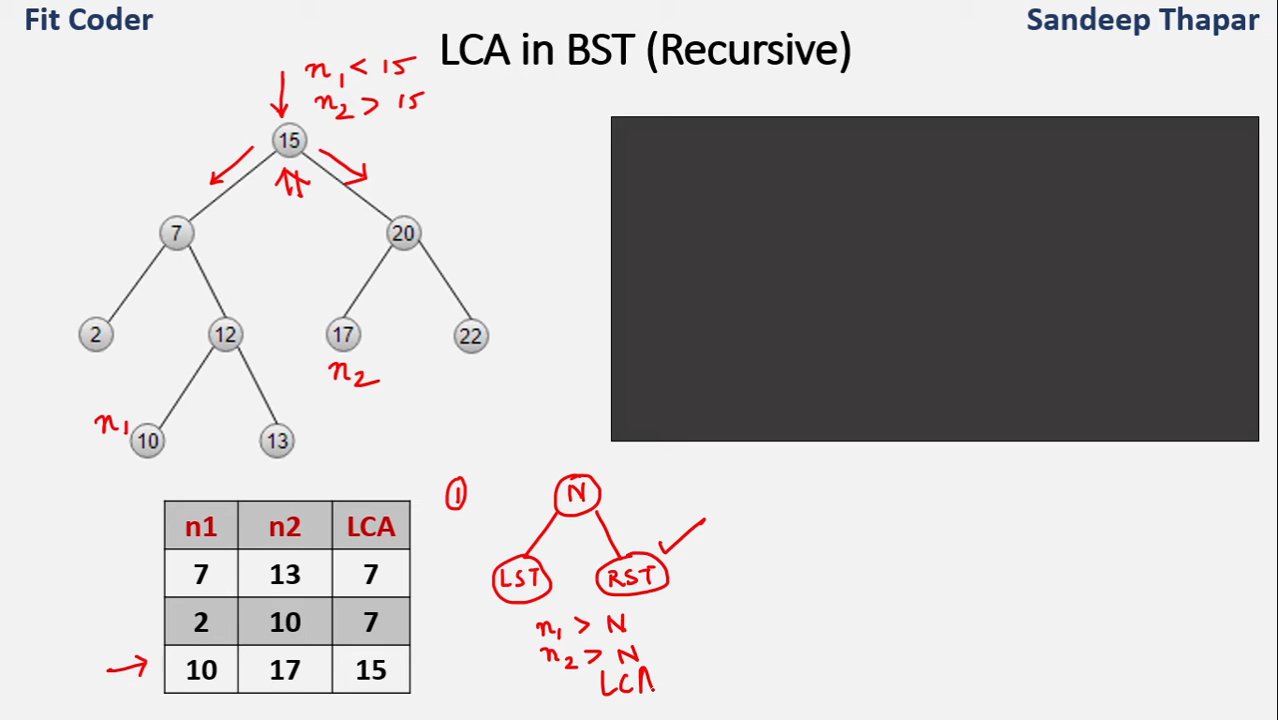 Fit Coder
Sandeep Thapar
LCA in BST (Recursive)
n1 < 15
n2 > 15
15
7
20
2
12
17
22
n2
n1
10
13
n1 n2 LCA
7 13 7
2 10 7
10 17 15
1
N
LST
RST
n1 > N
n2 > N
LCA